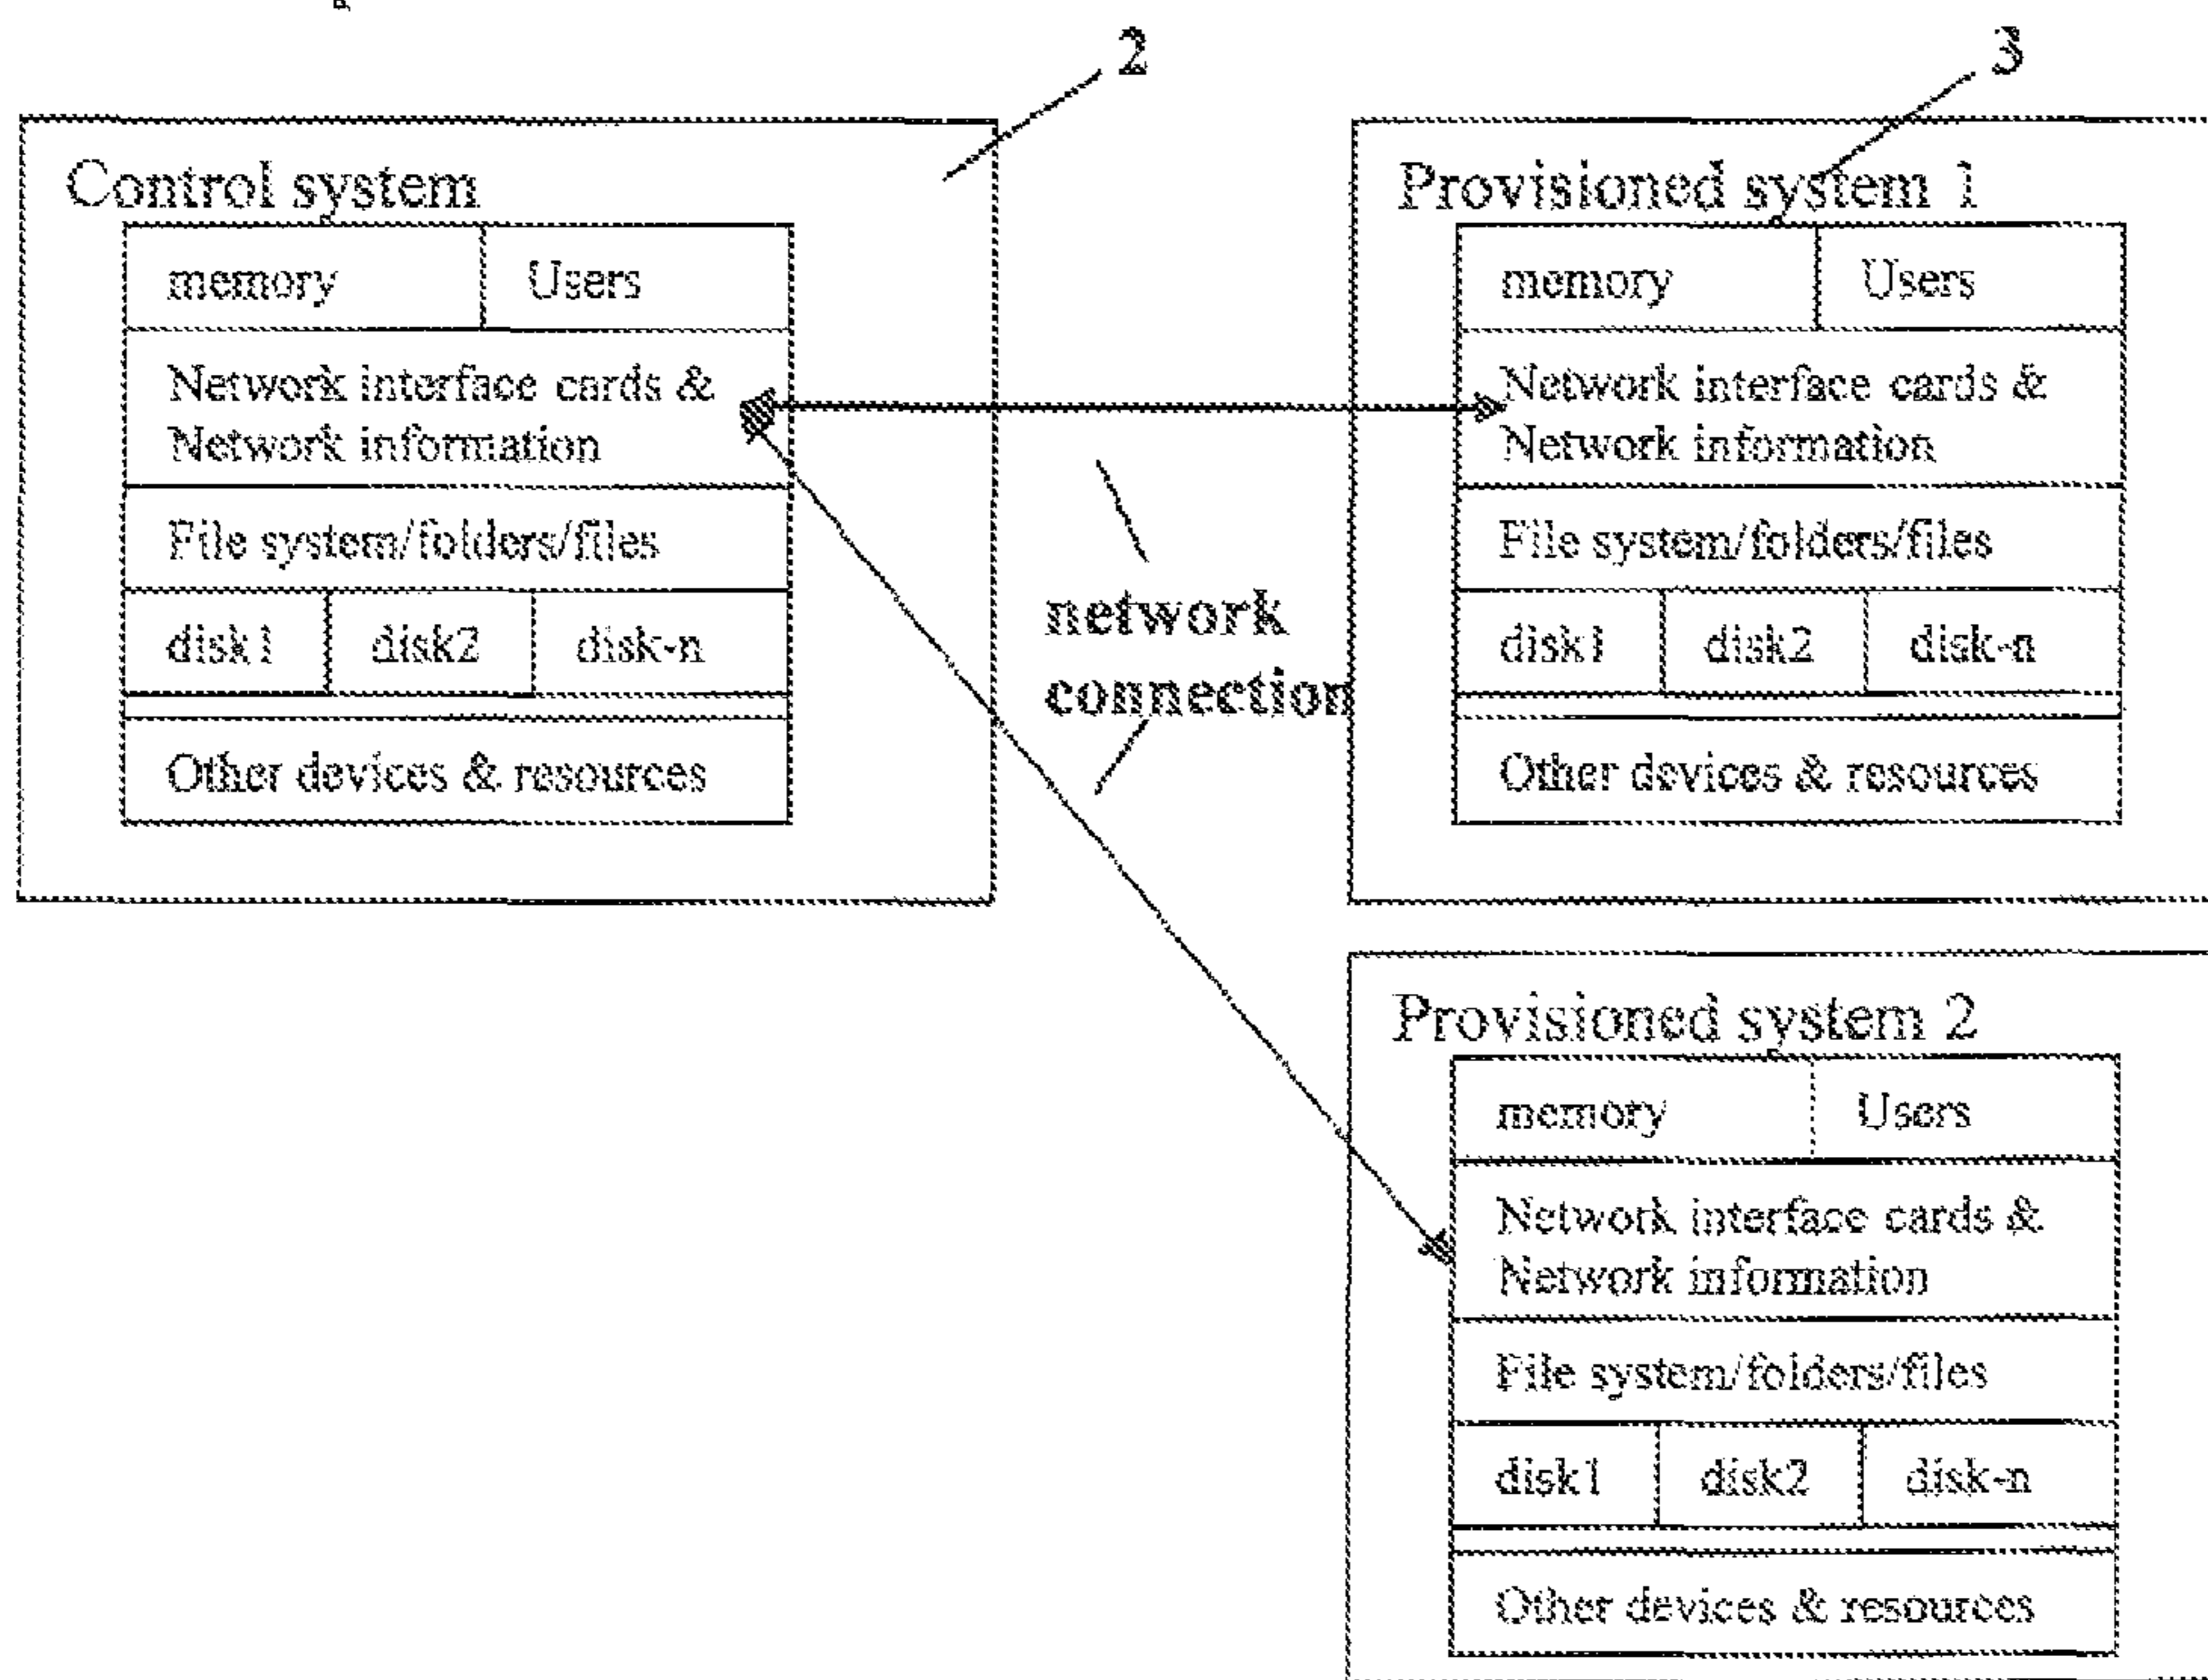 2
3
Control system
memory
Users
Network interface cards &
Network information
File system/folders/files
disk1
disk2
disk-n
Other devices & resources
network
connection
Provisioned system 1
memory
Users
Network interface cards &
Network information
File system/folders/files
disk1
disk2
disk-n
Other devices & resources
Provisioned system 2
memory
Users
Network interface cards &
Network information
File system/folders/files
disk1
disk2
disk-n
Other devices & resources